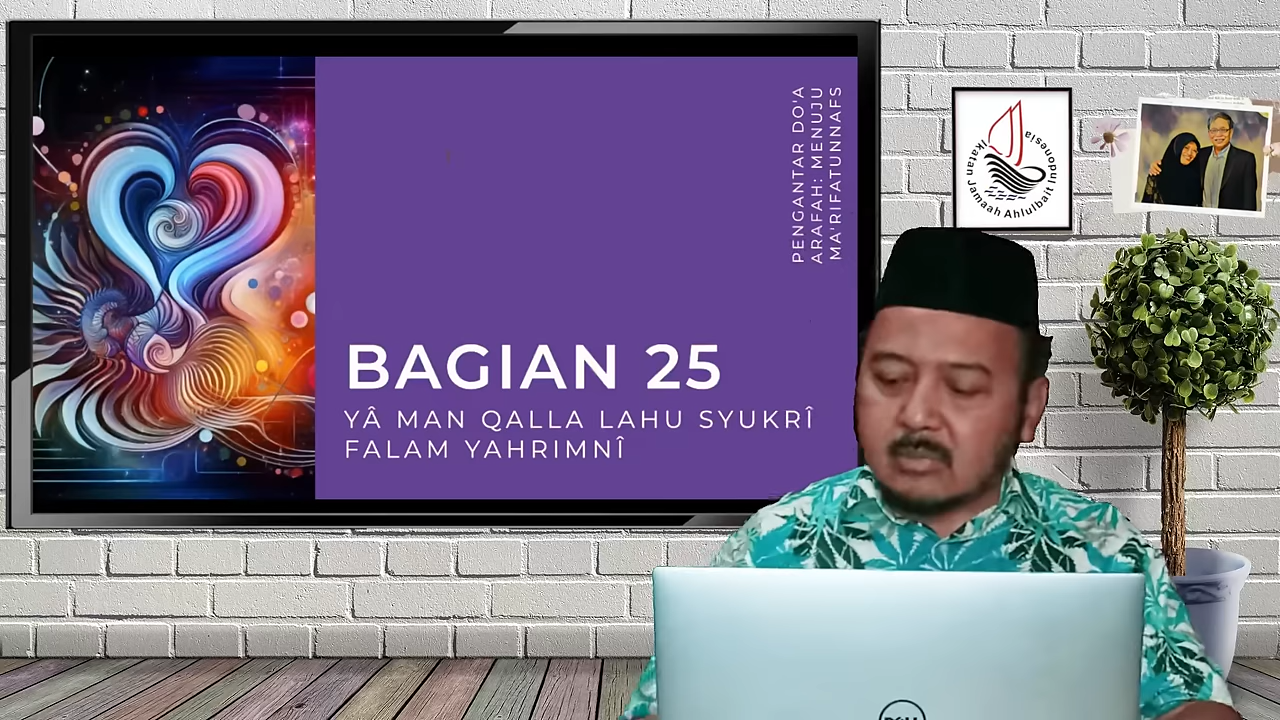 PENGANTAR DO'A
ARAFAH: MENUJU
MA'RIFATUNNAFS
BAGIAN 25
YÂ MAN QALLA LAHU SYUKRÎ
FALAM YAHRIMNÎ
Ikatan Jamaah Ahlulbait Indonesia
DELL